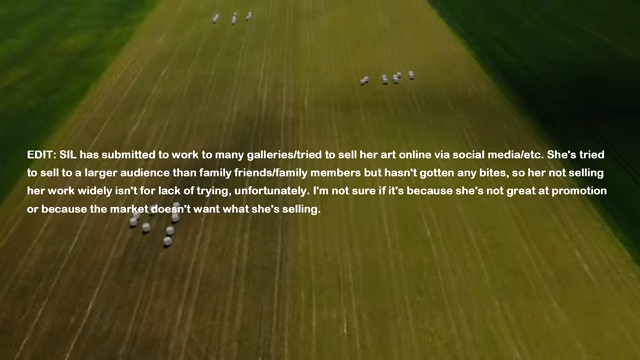 EDIT: SIL has submitted to work to many galleries/tried to sell her art online via social media/etc. She's tried
to sell to a larger audience than family friends/family members but hasn't gotten any bites, so her not selling
her work widely isn't for lack of trying, unfortunately. I'm not sure if it's because she's not great at promotion
or because the market doesn't want what she's selling.